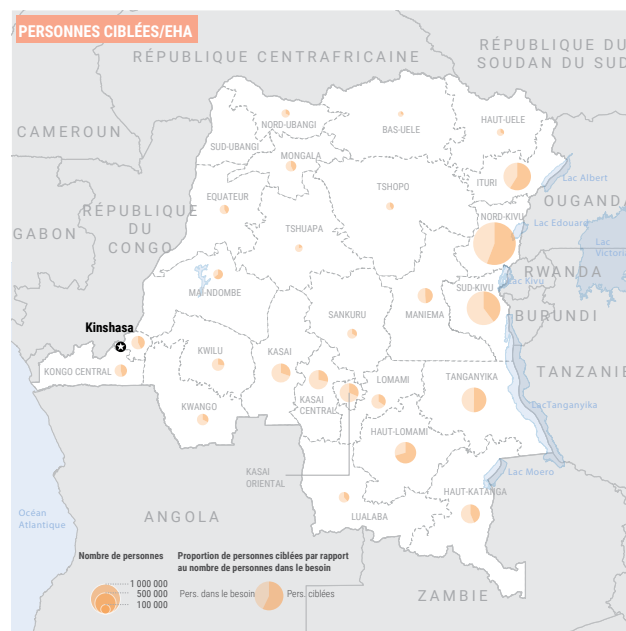 PERSONNES CIBLÉES/EHA
RÉPUBLIQUE DU
SOUDAN DU SUD
RÉPUBLIQUE CENTRAFRICAINE
CAMEROUN
NORD-UBANGI
BAS-UELE
HAUT-UELE
SUD-UBANGI
MONGALA
ITURI
Lac Albert
TSHOPO
EQUATEUR
OUGANDA
RÉPUBLIQUE
DU
CONGO
NORD-KIVU
Lac Edouard
TSHUAPA
GABON
Lac
Victoria
RWANDA
Lac Kivu
SUD-KIVU
MAI-NDOMBE
SANKURU
MANIEMA
BURUNDI
Kinshasa
KWILU
KASAI
KONGO CENTRAL
LOMAMI
TANGANYIKA
TANZANIE
KASAI
CENTRAL
KWANGO
LacTanganyika
HAUT-LOMAMI
KASAI
ORIENTAL
Lac Moero
HAUT-KATANGA
Océan
Atlantique
ANGOLA
LUALABA
ZAMBIE
Nombre de personnes
1 000 000
500 000
100 000
Proportion de personnes ciblées par rapport
au nombre de personnes dans le besoin
Pers. dans le besoin
Pers. ciblées